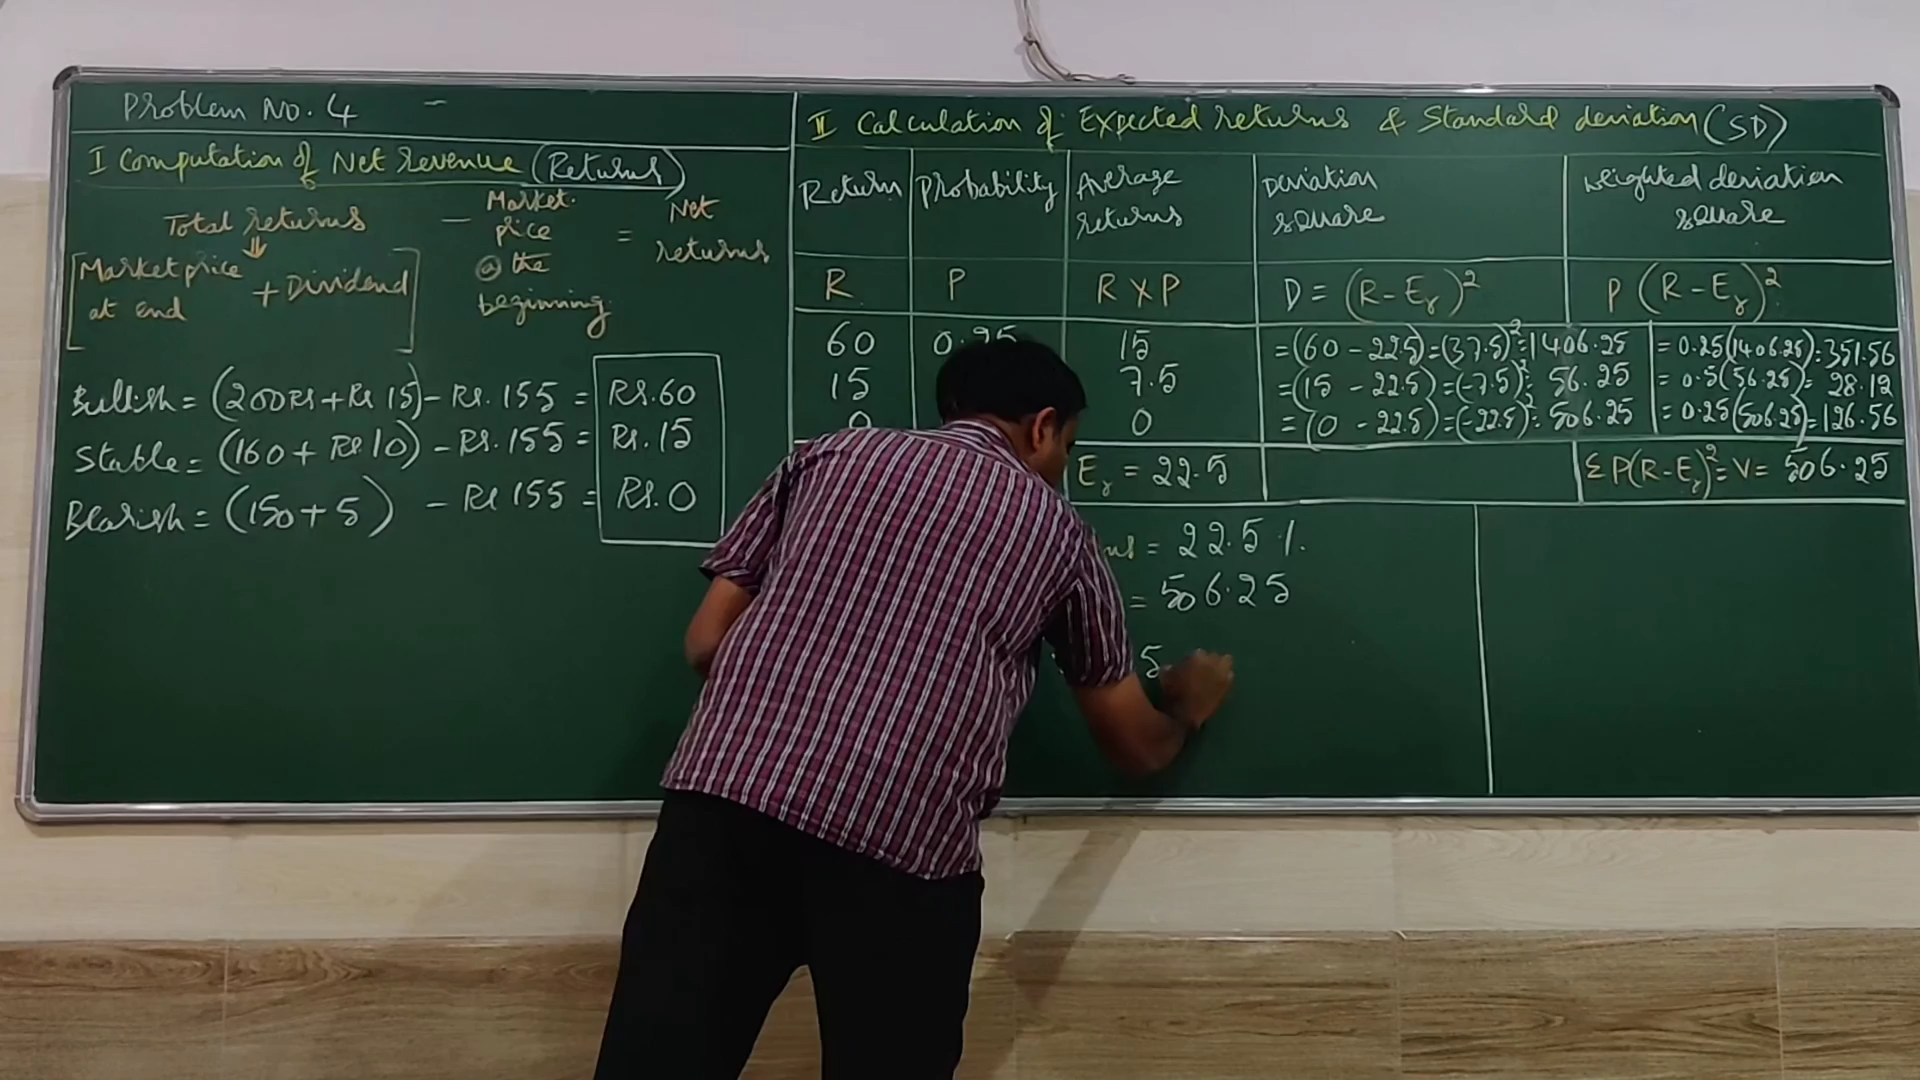 Problem No. 4 -
I Computation of Net revenue (Returns)
Total returns - Market price @ the beginning = Net returns
[Market price at end + Dividend]
Bullish = (200Rs + Rs 15) - Rs. 155 = Rs. 60
Stable = (160 + Rs. 10) - Rs. 155 = Rs. 15
Bearish = (150 + 5) - Rs 155 = Rs. 0
II Calculation of Expected returns & Standard deviation (SD)
Return Probability Average returns Deviation square Weighted deviation square
R P R X P D = (R - Eᵣ)² P (R - Eᵣ)²
60 0.25 15 = (60 - 22.5) = (37.5)² = 1406.25 = 0.25(1406.25) = 351.56
15 7.5 = (15 - 22.5) = (-7.5)² = 56.25 = 0.5(56.25) = 28.12
0 0 = (0 - 22.5) = (-22.5)² = 506.25 = 0.25(506.25) = 126.56
Eᵣ = 22.5 Σ P(R - Eᵣ)² = V = 506.25
= 22.5 %.
= 506.25
5